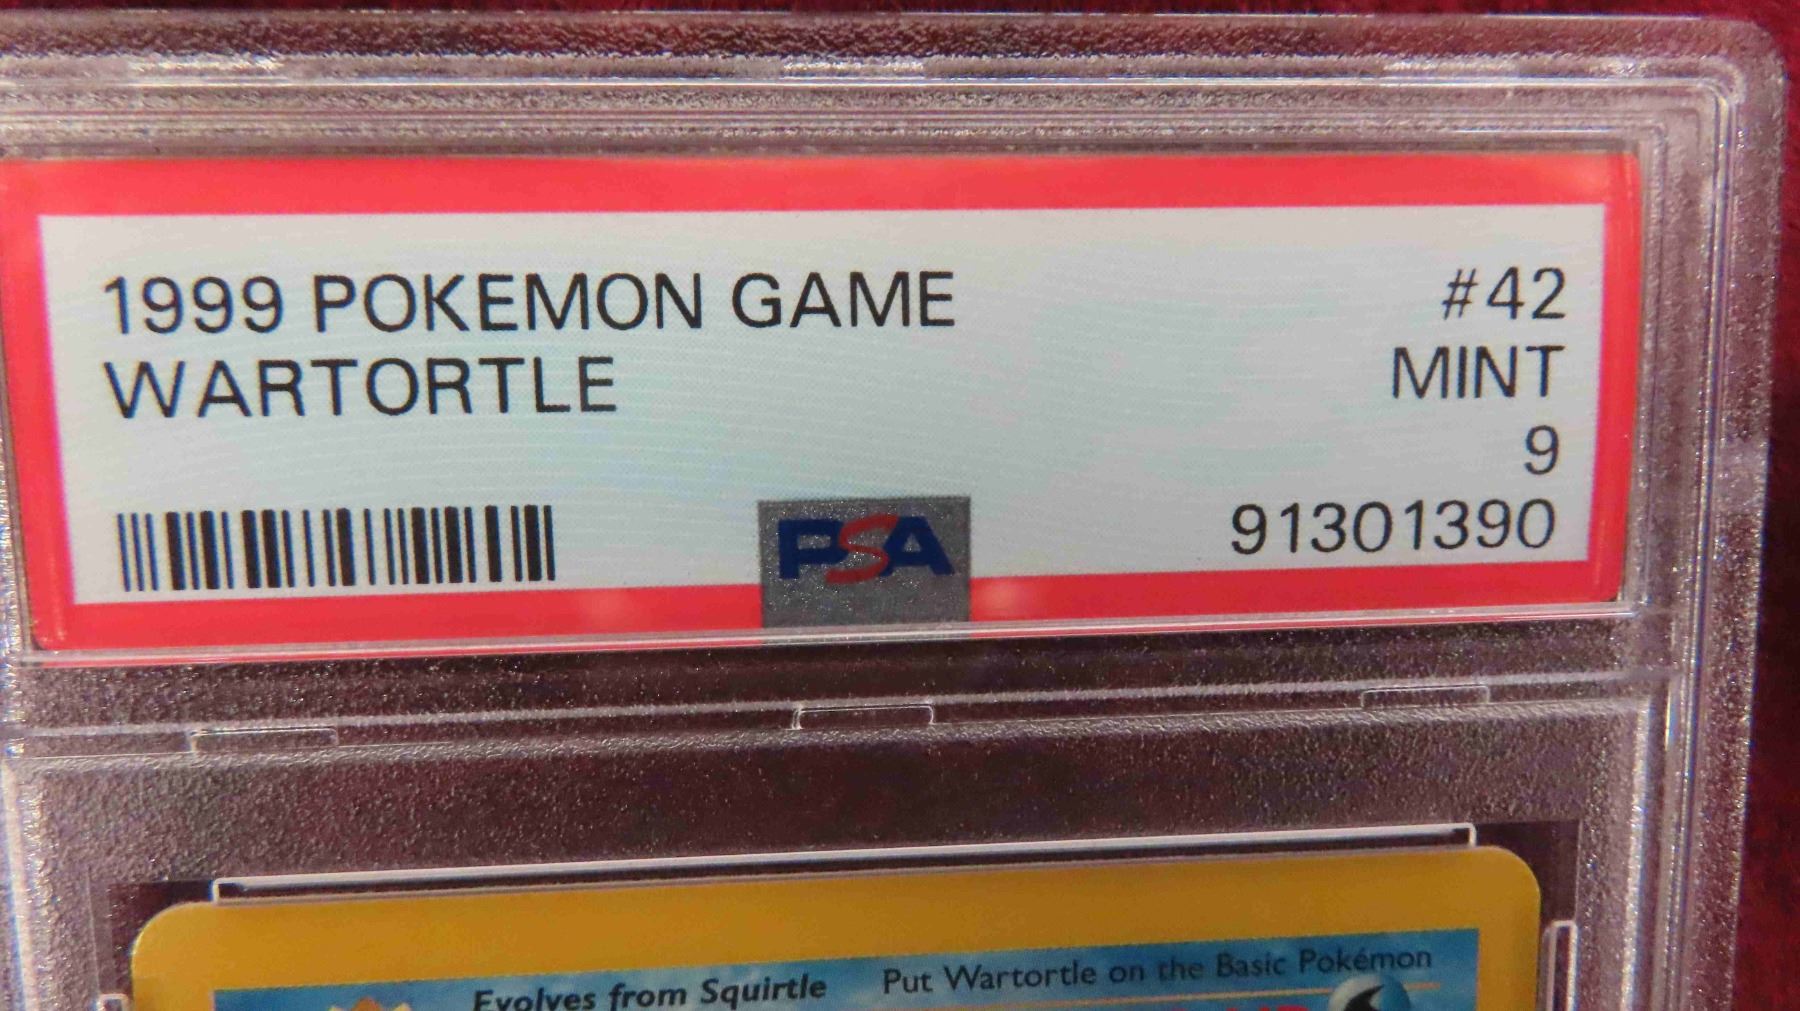 1999 POKEMON GAME #42
WARTORTLE MINT
9
PSA 91301390
Evolves from Squirtle Put Wartortle on the Basic Pokémon